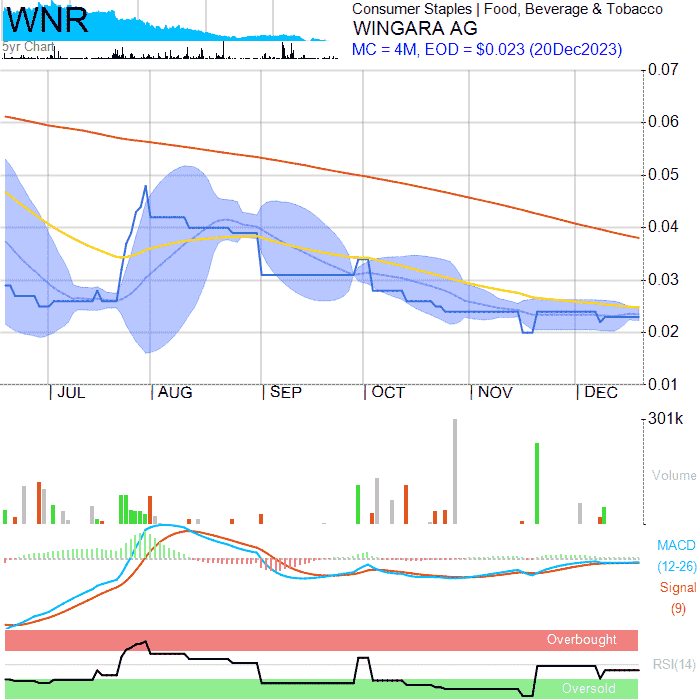 WNR
5yr Chart
Consumer Staples | Food, Beverage & Tobacco
WINGARA AG
MC = 4M, EOD = $0.023 (20Dec2023)
0.07
0.06
0.05
0.04
0.03
0.02
0.01
JUL
AUG
SEP
OCT
NOV
DEC
301k
Volume
MACD
(12-26)
Signal
(9)
Overbought
RSI(14)
Oversold